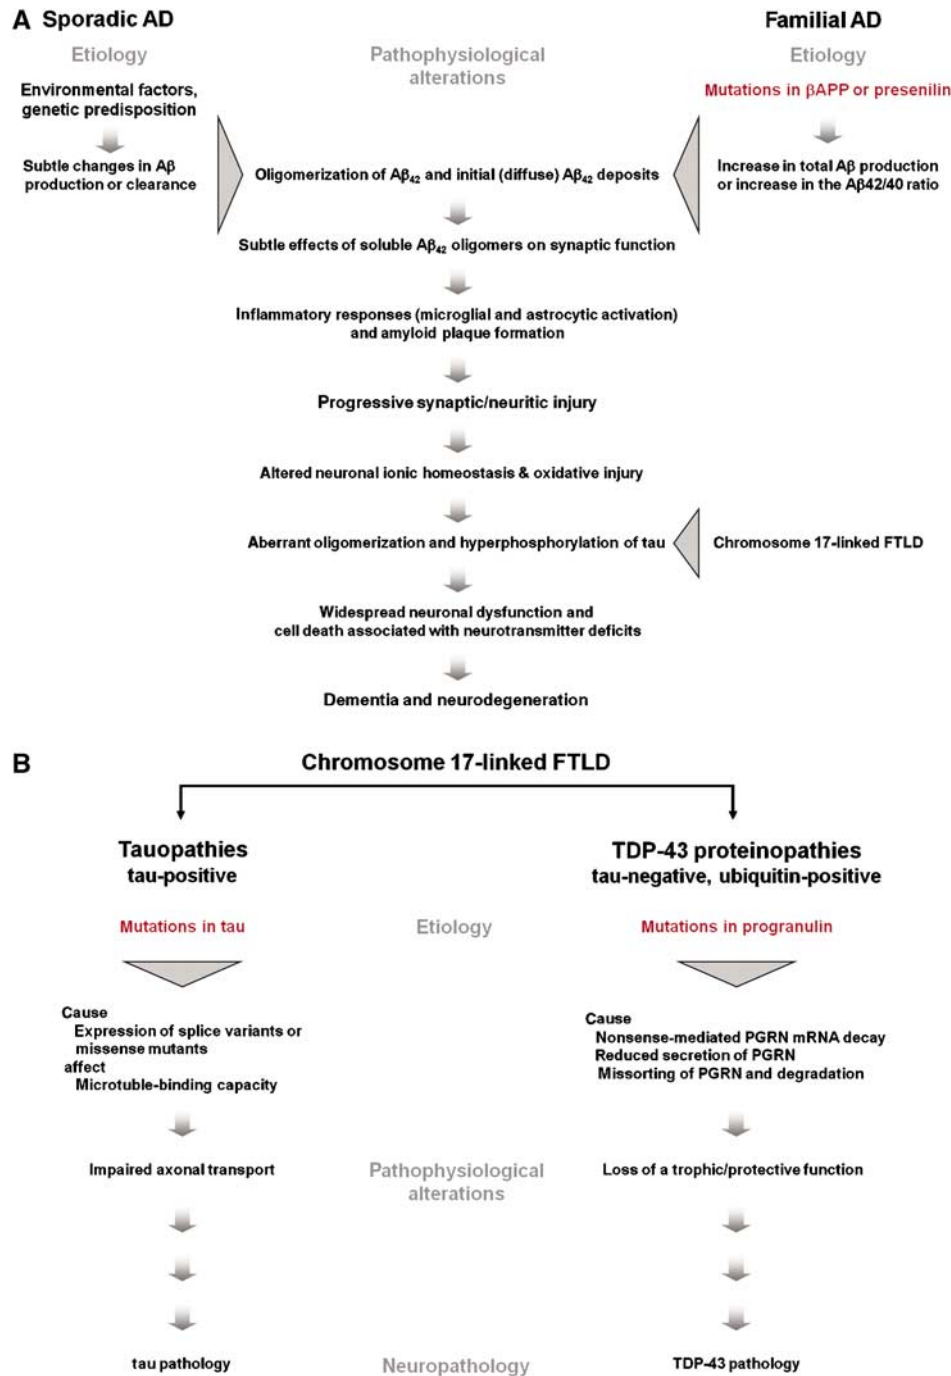 A Sporadic AD
Familial AD
Etiology
Pathophysiological
alterations
Etiology
Environmental factors,
genetic predisposition
Mutations in βAPP or presenilin
Subtle changes in Aβ
production or clearance
Oligomerization of Aβ₄₂ and initial (diffuse) Aβ₄₂ deposits
Increase in total Aβ production
or increase in the Aβ42/40 ratio
Subtle effects of soluble Aβ₄₂ oligomers on synaptic function
Inflammatory responses (microglial and astrocytic activation)
and amyloid plaque formation
Progressive synaptic/neuritic injury
Altered neuronal ionic homeostasis & oxidative injury
Aberrant oligomerization and hyperphosphorylation of tau
Chromosome 17-linked FTLD
Widespread neuronal dysfunction and
cell death associated with neurotransmitter deficits
Dementia and neurodegeneration
B
Chromosome 17-linked FTLD
Tauopathies
tau-positive
TDP-43 proteinopathies
tau-negative, ubiquitin-positive
Mutations in tau
Etiology
Mutations in progranulin
Cause
Expression of splice variants or
missense mutants
affect
Microtuble-binding capacity
Cause
Nonsense-mediated PGRN mRNA decay
Reduced secretion of PGRN
Missorting of PGRN and degradation
Impaired axonal transport
Pathophysiological
alterations
Loss of a trophic/protective function
tau pathology
Neuropathology
TDP-43 pathology